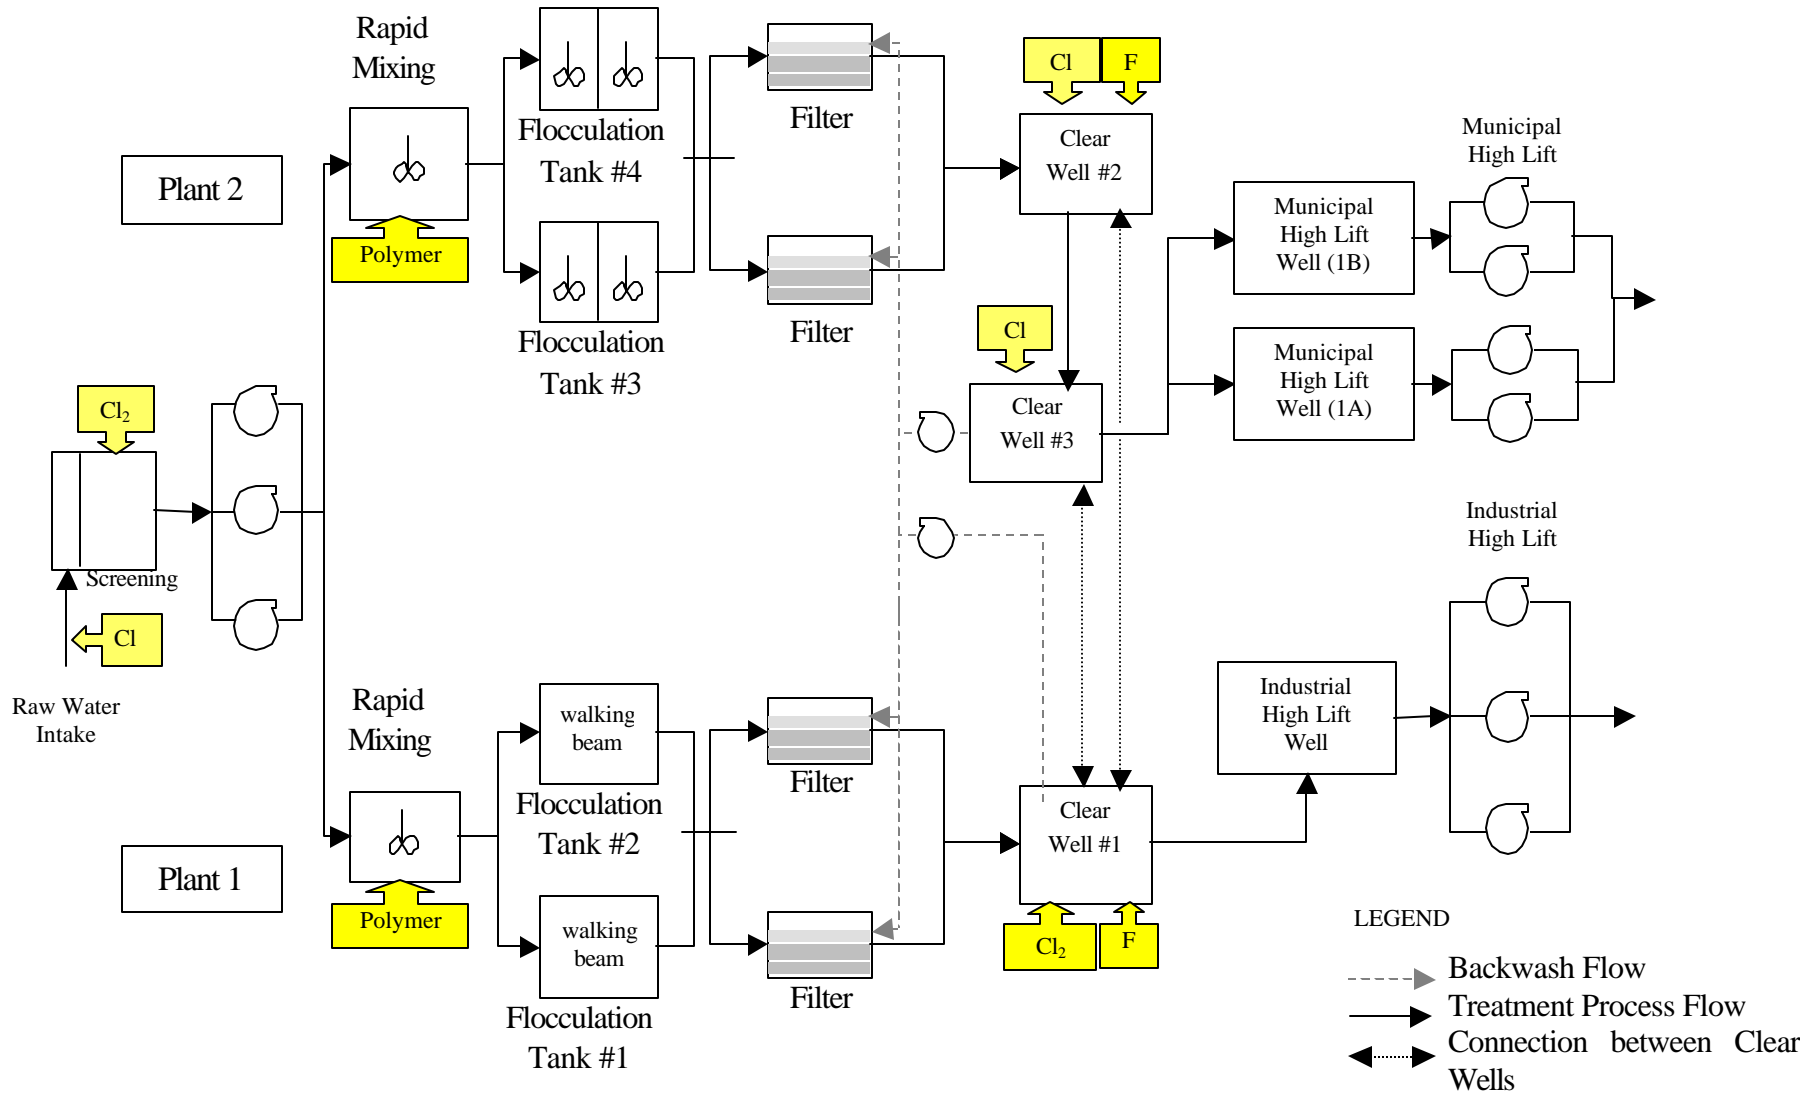 Rapid
Mixing
Flocculation
Tank #4
Filter
Cl
F
Clear
Well #2
Municipal
High Lift
Plant 2
Polymer
Flocculation
Tank #3
Filter
Municipal
High Lift
Well (1B)
Cl
Municipal
High Lift
Well (1A)
Cl₂
Clear
Well #3
Screening
Cl
Raw Water
Intake
Industrial
High Lift
Rapid
Mixing
walking
beam
Flocculation
Tank #2
Filter
Clear
Well #1
Industrial
High Lift
Well
Plant 1
Polymer
walking
beam
Flocculation
Tank #1
Filter
Cl₂
F
LEGEND
Backwash Flow
Treatment Process Flow
Connection between Clear
Wells